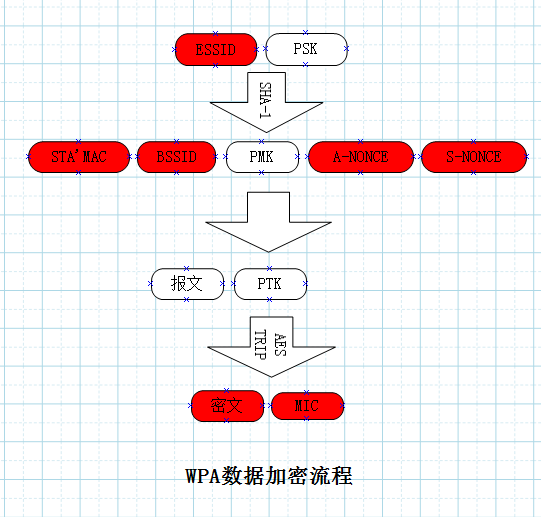 ESSID PSK
SHA-1
STA'MAC BSSID PMK A-NONCE S-NONCE
报文 PTK
AES
TRIP
密文 MIC
WPA数据加密流程